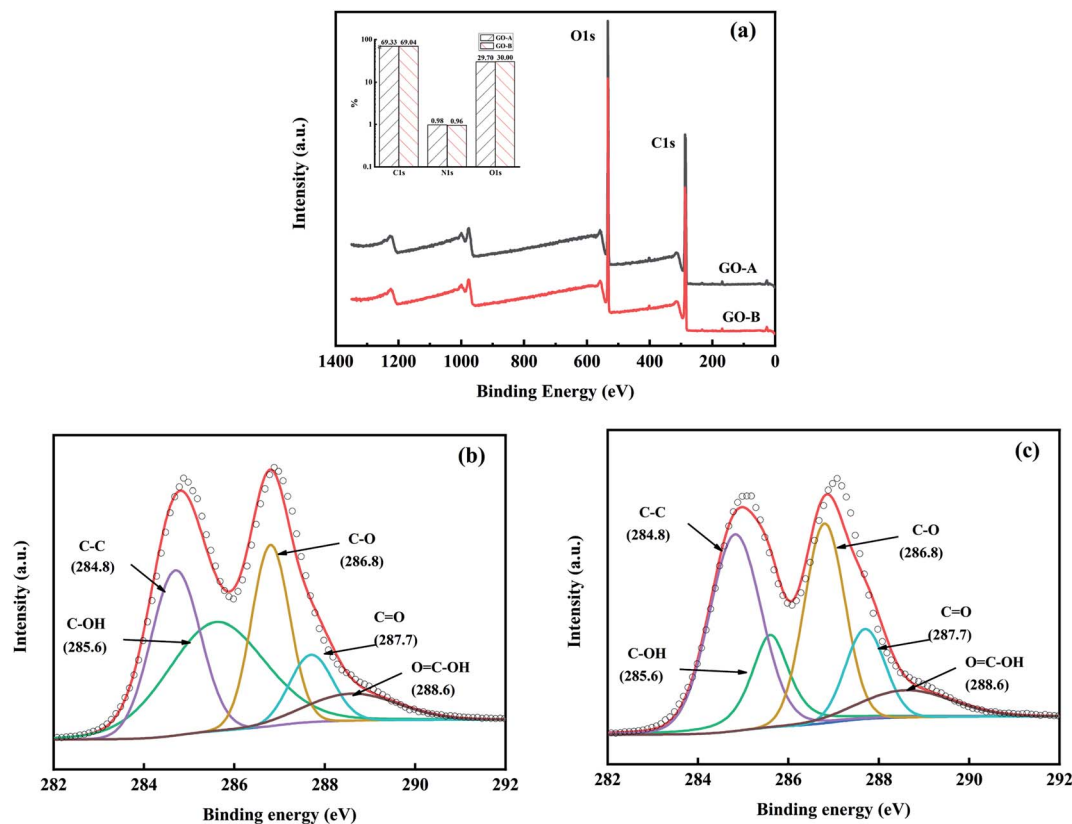 (a)
O1s
C1s
GO-A
GO-B
Intensity (a.u.)
1400 1200 1000 800 600 400 200 0
Binding Energy (eV)
100
10
1
0.1
%
69.33 69.04
0.98 0.96
29.70 30.00
GO-A
GO-B
C1s N1s O1s
(b)
C-C
(284.8)
C-OH
(285.6)
C-O
(286.8)
C=O
(287.7)
O=C-OH
(288.6)
Intensity (a.u.)
282 284 286 288 290 292
Binding energy (eV)
(c)
C-C
(284.8)
C-OH
(285.6)
C-O
(286.8)
C=O
(287.7)
O=C-OH
(288.6)
Intensity (a.u.)
282 284 286 288 290 292
Binding energy (eV)